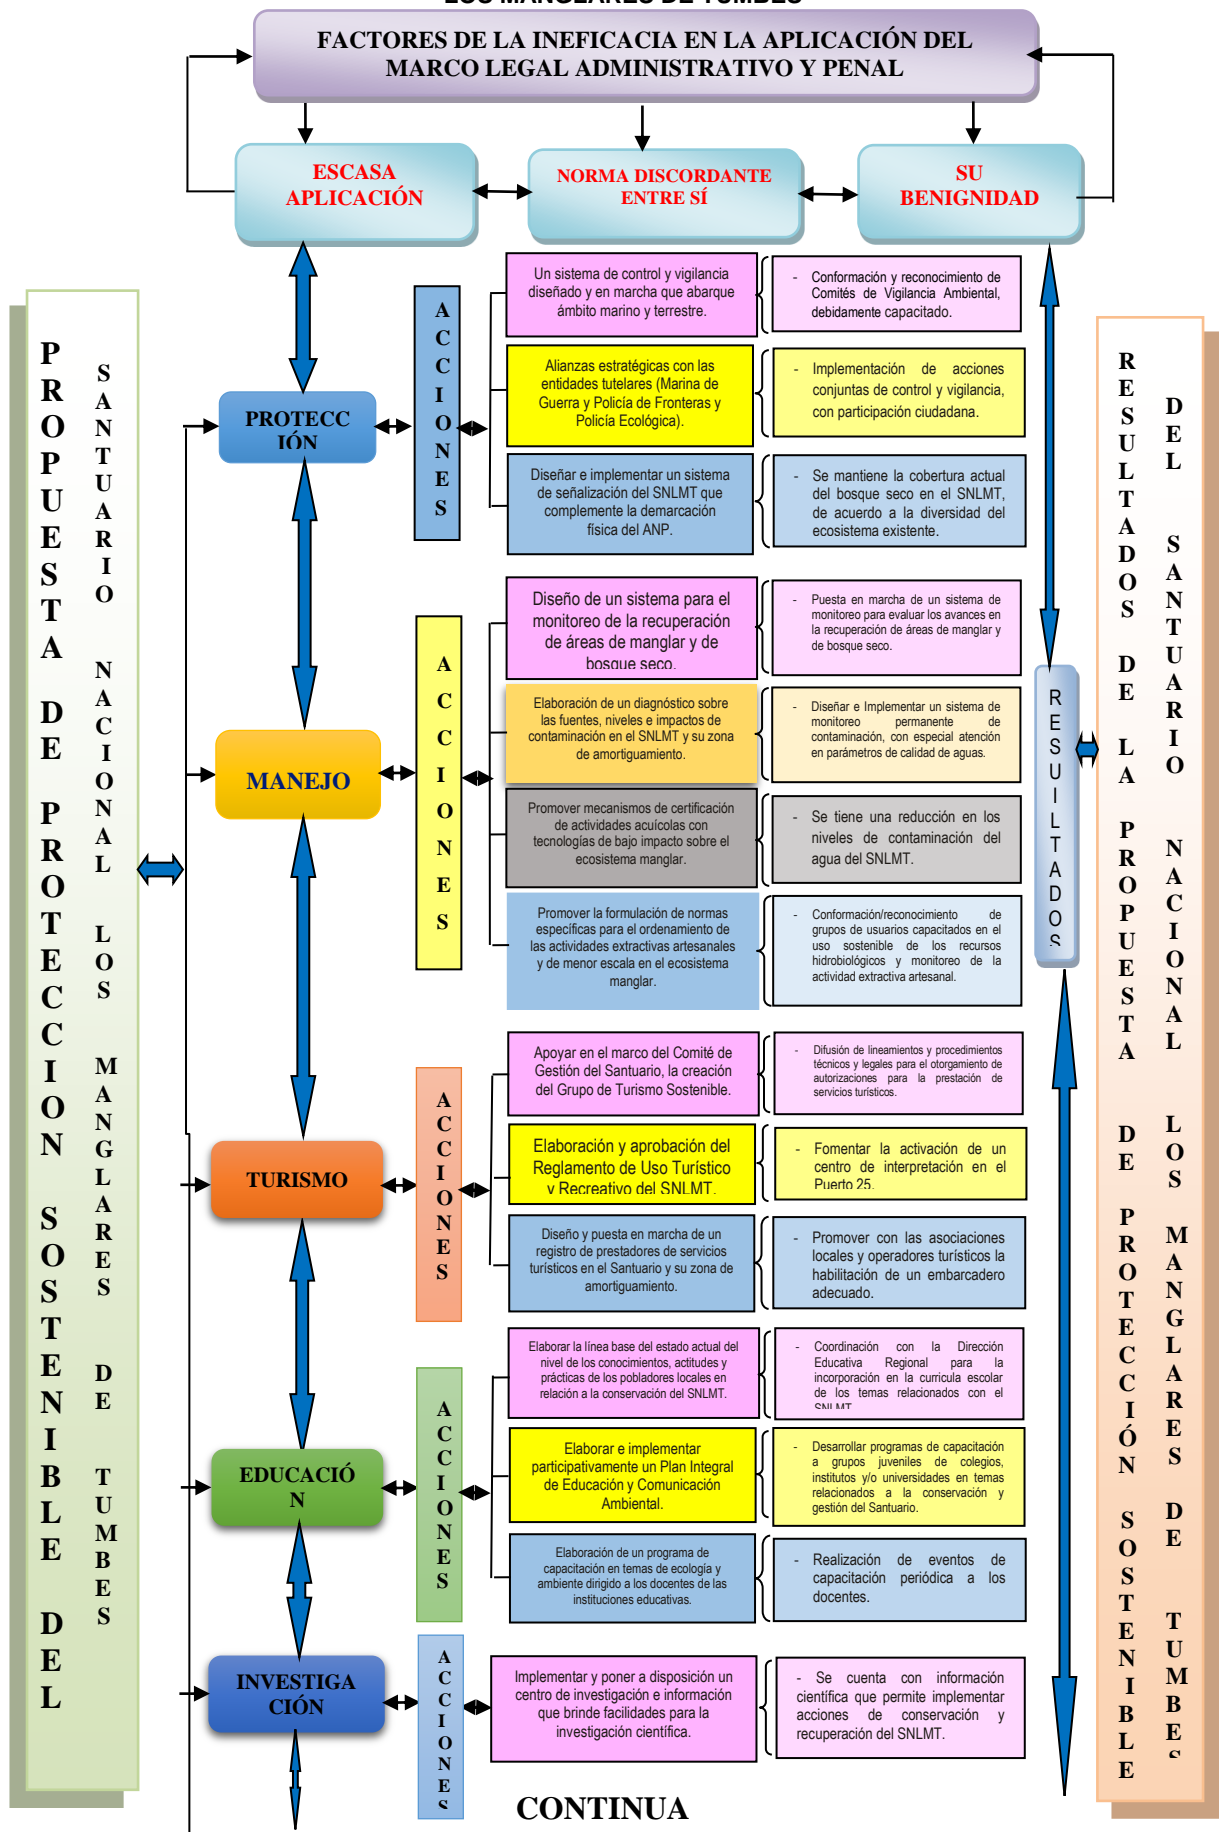 LOS MANGLARES DE TUMBES
FACTORES DE LA INEFICACIA EN LA APLICACIÓN DEL
MARCO LEGAL ADMINISTRATIVO Y PENAL
ESCASA
APLICACIÓN
NORMA DISCORDANTE
ENTRE SÍ
SU
BENIGNIDAD
PROPUESTA DE PROTECCION SOSTENIBLE DEL
SANTUARIO NACIONAL LOS MANGLARES DE TUMBES
PROTECC
IÓN
ACCIONES
Un sistema de control y vigilancia
diseñado y en marcha que abarque
ámbito marino y terrestre.
- Conformación y reconocimiento de
Comités de Vigilancia Ambiental,
debidamente capacitado.
Alianzas estratégicas con las
entidades tutelares (Marina de
Guerra y Policía de Fronteras y
Policía Ecológica).
- Implementación de acciones
conjuntas de control y vigilancia,
con participación ciudadana.
Diseñar e implementar un sistema
de señalización del SNLMT que
complemente la demarcación
física del ANP.
- Se mantiene la cobertura actual
del bosque seco en el SNLMT,
de acuerdo a la diversidad del
ecosistema existente.
MANEJO
ACCIONES
Diseño de un sistema para el
monitoreo de la recuperación
de áreas de manglar y de
bosque seco.
- Puesta en marcha de un sistema de
monitoreo para evaluar los avances en
la recuperación de áreas de manglar y
de bosque seco.
Elaboración de un diagnóstico sobre
las fuentes, niveles e impactos de
contaminación en el SNLMT y su zona
de amortiguamiento.
- Diseñar e Implementar un sistema de
monitoreo permanente de
contaminación, con especial atención
en parámetros de calidad de aguas.
Promover mecanismos de certificación
de actividades acuícolas con
tecnologías de bajo impacto sobre el
ecosistema manglar.
- Se tiene una reducción en los
niveles de contaminación del
agua del SNLMT.
Promover la formulación de normas
específicas para el ordenamiento de
las actividades extractivas artesanales
y de menor escala en el ecosistema
manglar.
- Conformación/reconocimiento de
grupos de usuarios capacitados en el
uso sostenible de los recursos
hidrobiológicos y monitoreo de la
actividad extractiva artesanal.
TURISMO
ACCIONES
Apoyar en el marco del Comité de
Gestión del Santuario, la creación
del Grupo de Turismo Sostenible.
- Difusión de lineamientos y procedimientos
técnicos y legales para el otorgamiento de
autorizaciones para la prestación de
servicios turísticos.
Elaboración y aprobación del
Reglamento de Uso Turístico
y Recreativo del SNLMT.
- Fomentar la activación de un
centro de interpretación en el
Puerto 25.
Diseño y puesta en marcha de un
registro de prestadores de servicios
turísticos en el Santuario y su zona de
amortiguamiento.
- Promover con las asociaciones
locales y operadores turísticos la
habilitación de un embarcadero
adecuado.
EDUCACIÓ
N
ACCIONES
Elaborar la línea base del estado actual del
nivel de los conocimientos, actitudes y
prácticas de los pobladores locales en
relación a la conservación del SNLMT.
- Coordinación con la Dirección
Educativa Regional para la
incorporación en la curricula escolar
de los temas relacionados con el
SNLMT
Elaborar e implementar
participativamente un Plan Integral
de Educación y Comunicación
Ambiental.
- Desarrollar programas de capacitación
a grupos juveniles de colegios,
institutos y/o universidades en temas
relacionados a la conservación y
gestión del Santuario.
Elaboración de un programa de
capacitación en temas de ecología y
ambiente dirigido a los docentes de las
instituciones educativas.
- Realización de eventos de
capacitación periódica a los
docentes.
INVESTIGA
CIÓN
ACCIONES
Implementar y poner a disposición un
centro de investigación e información
que brinde facilidades para la
investigación científica.
- Se cuenta con información
científica que permite implementar
acciones de conservación y
recuperación del SNLMT.
RESUILTADOS
RESULTADOS DE LA PROPUESTA DE PROTECCIÓN SOSTENIBLE
DEL SANTUARIO NACIONAL LOS MANGLARES DE TUMBES
CONTINUA